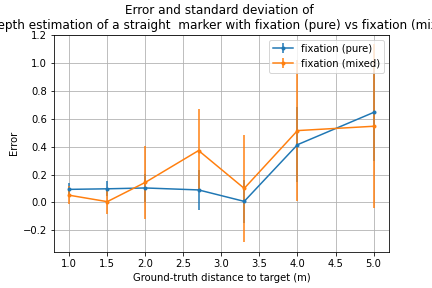 Error and standard deviation of
epth estimation of a straight marker with fixation (pure) vs fixation (mi
1.2
1.0
0.8
0.6
0.4
0.2
0.0
−0.2
Error
fixation (pure)
fixation (mixed)
1.0 1.5 2.0 2.5 3.0 3.5 4.0 4.5 5.0
Ground-truth distance to target (m)